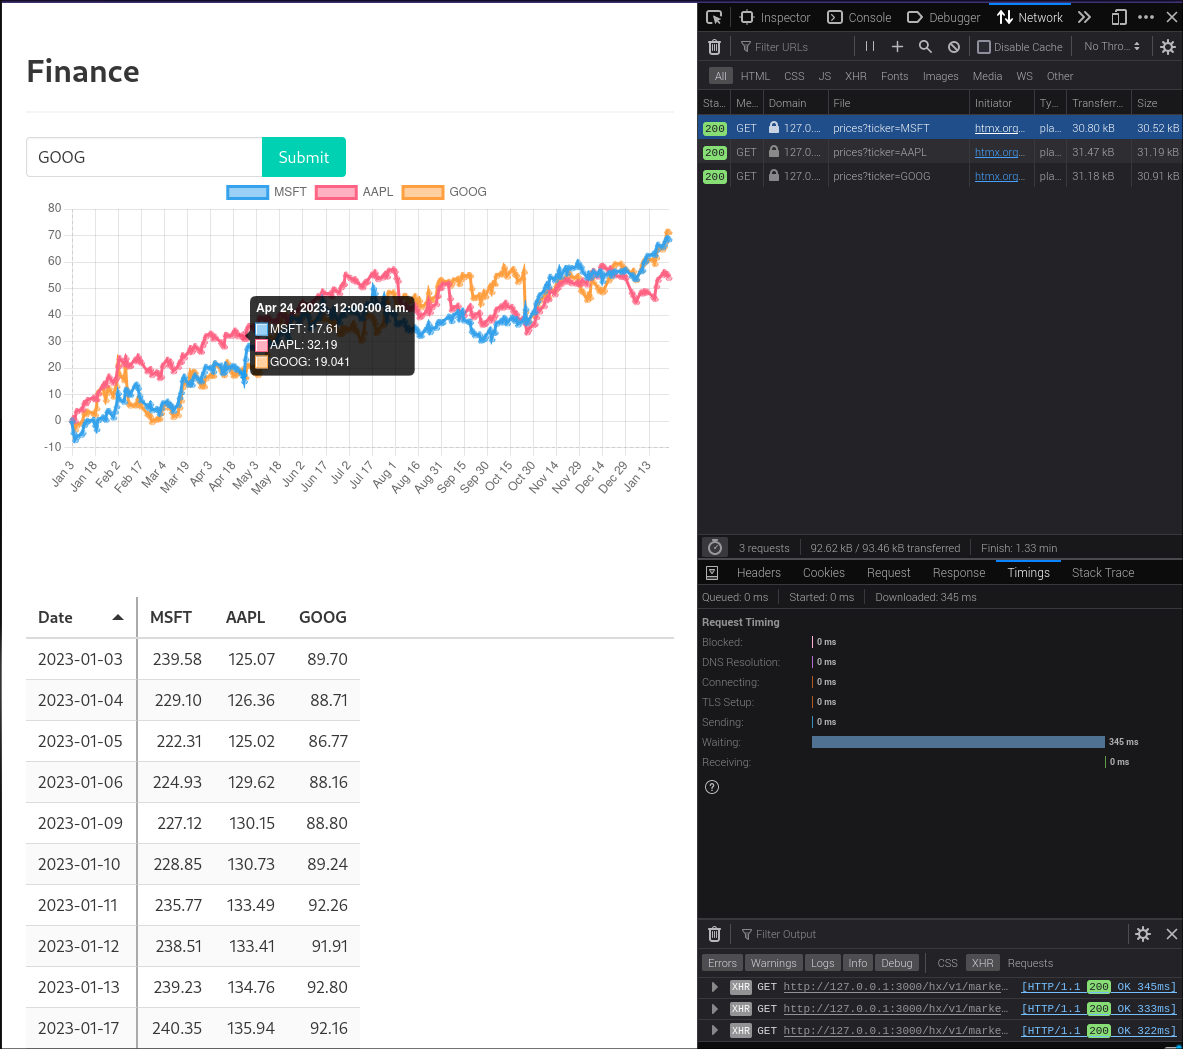 Finance
GOOG Submit
MSFT AAPL GOOG
80
70
60
50
40
30
20
10
0
-10
Apr 24, 2023, 12:00:00 a.m.
MSFT: 17.61
AAPL: 32.19
GOOG: 19.041
Jan 3 Jan 18 Feb 2 Feb 17 Mar 4 Mar 19 Apr 3 Apr 18 May 3 May 18 Jun 2 Jun 17 Jul 2 Jul 17 Aug 1 Aug 16 Aug 31 Sep 15 Sep 30 Oct 15 Oct 30 Nov 14 Nov 29 Dec 14 Dec 29 Jan 13
Date MSFT AAPL GOOG
2023-01-03 239.58 125.07 89.70
2023-01-04 229.10 126.36 88.71
2023-01-05 222.31 125.02 86.77
2023-01-06 224.93 129.62 88.16
2023-01-09 227.12 130.15 88.80
2023-01-10 228.85 130.73 89.24
2023-01-11 235.77 133.49 92.26
2023-01-12 238.51 133.41 91.91
2023-01-13 239.23 134.76 92.80
2023-01-17 240.35 135.94 92.16
Inspector Console Debugger Network
Filter URLs Disable Cache No Thro...
All HTML CSS JS XHR Fonts Images Media WS Other
Sta... Me... Domain File Initiator Ty... Transferr... Size
200 GET 127.0.... prices?ticker=MSFT htmx.org... pla... 30.80 kB 30.52 kB
200 GET 127.0.... prices?ticker=AAPL htmx.org... pla... 31.47 kB 31.19 kB
200 GET 127.0.... prices?ticker=GOOG htmx.org... pla... 31.18 kB 30.91 kB
3 requests 92.62 kB / 93.46 kB transferred Finish: 1.33 min
Headers Cookies Request Response Timings Stack Trace
Queued: 0 ms Started: 0 ms Downloaded: 345 ms
Request Timing
Blocked: 0 ms
DNS Resolution: 0 ms
Connecting: 0 ms
TLS Setup: 0 ms
Sending: 0 ms
Waiting: 345 ms
Receiving: 0 ms
Filter Output
Errors Warnings Logs Info Debug CSS XHR Requests
XHR GET http://127.0.0.1:3000/hx/v1/marke... [HTTP/1.1 200 OK 345ms]
XHR GET http://127.0.0.1:3000/hx/v1/marke... [HTTP/1.1 200 OK 333ms]
XHR GET http://127.0.0.1:3000/hx/v1/marke... [HTTP/1.1 200 OK 322ms]